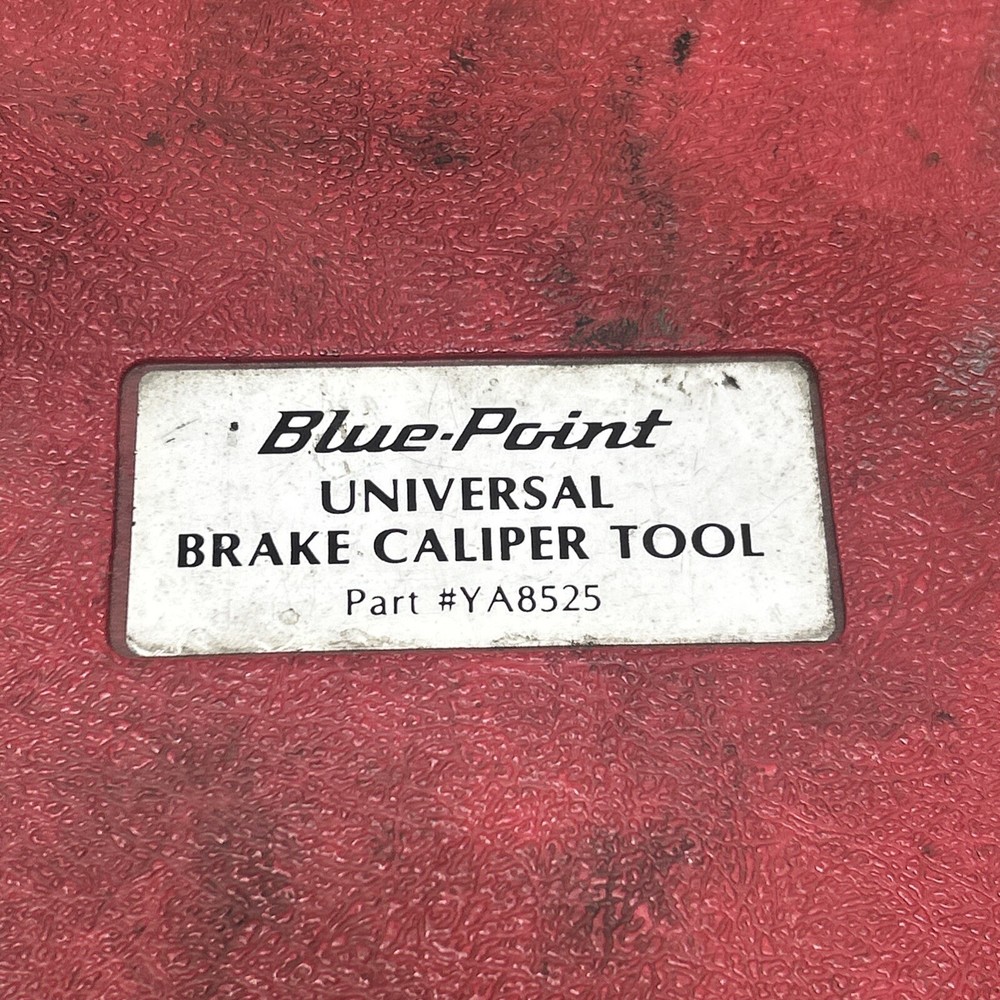 Blue-Point
UNIVERSAL
BRAKE CALIPER TOOL
Part #YA8525